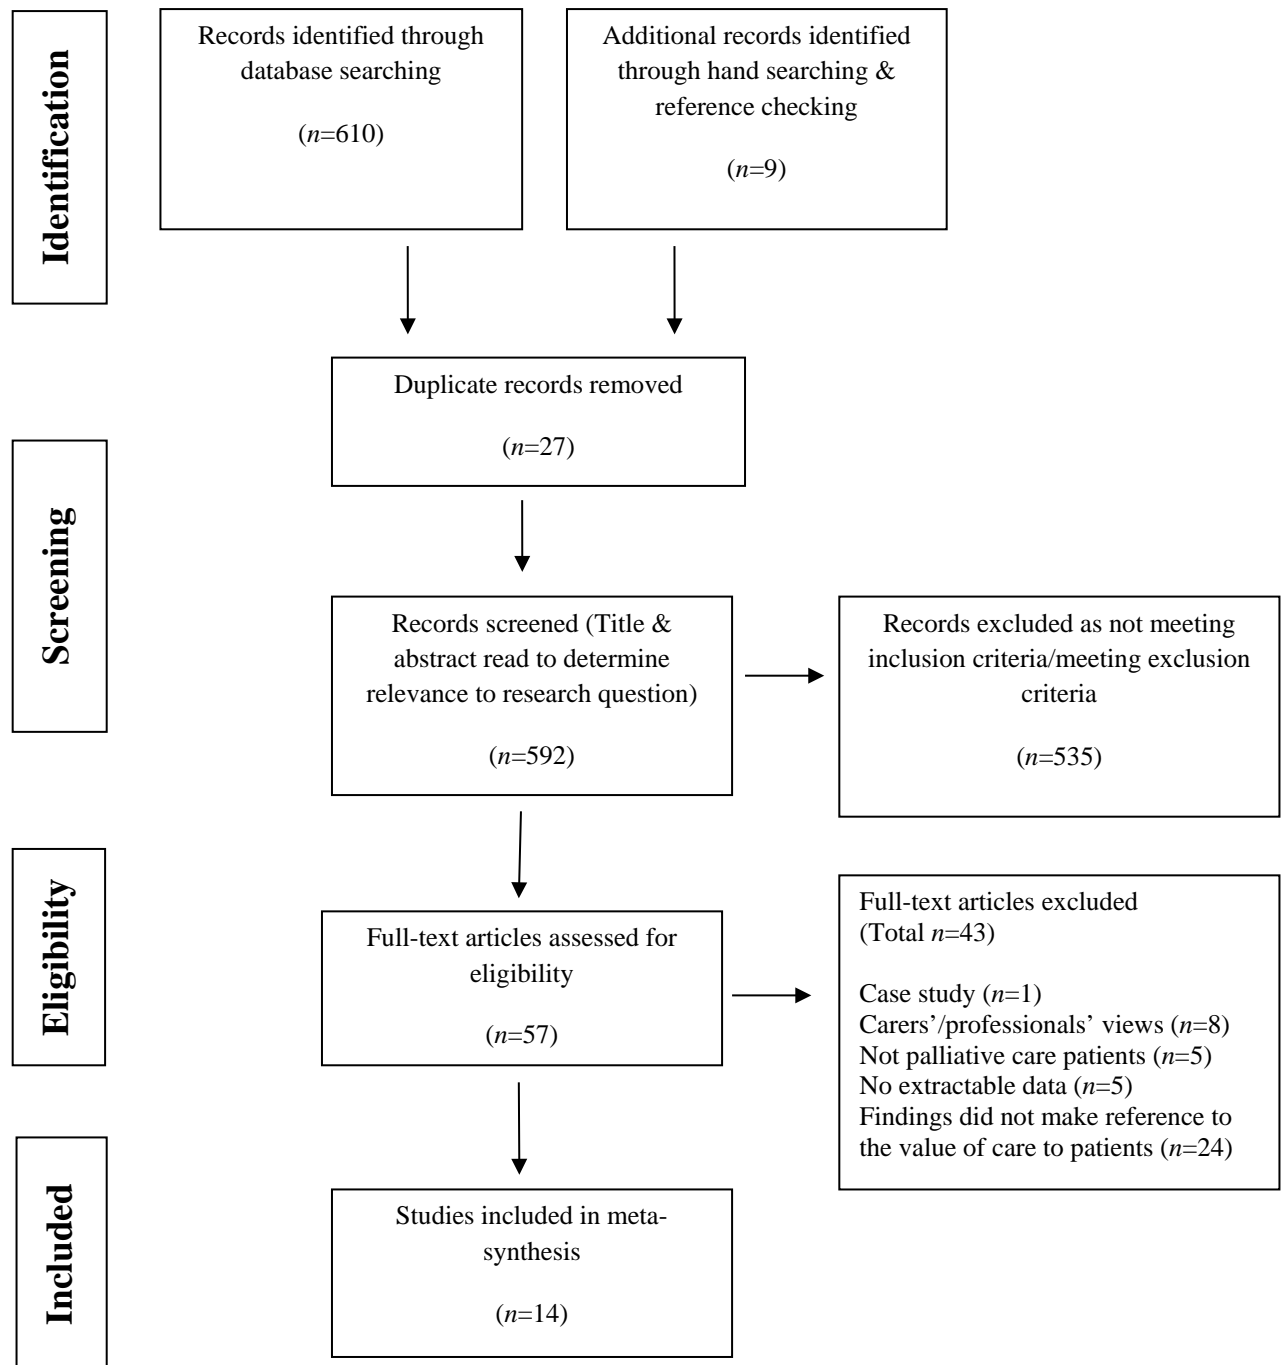 Identification
Records identified through
database searching
(n=610)
Additional records identified
through hand searching &
reference checking
(n=9)
Duplicate records removed
(n=27)
Screening
Records screened (Title &
abstract read to determine
relevance to research question)
(n=592)
Records excluded as not meeting
inclusion criteria/meeting exclusion
criteria
(n=535)
Eligibility
Full-text articles assessed for
eligibility
(n=57)
Full-text articles excluded
(Total n=43)
Case study (n=1)
Carers’/professionals’ views (n=8)
Not palliative care patients (n=5)
No extractable data (n=5)
Findings did not make reference to
the value of care to patients (n=24)
Included
Studies included in meta-
synthesis
(n=14)